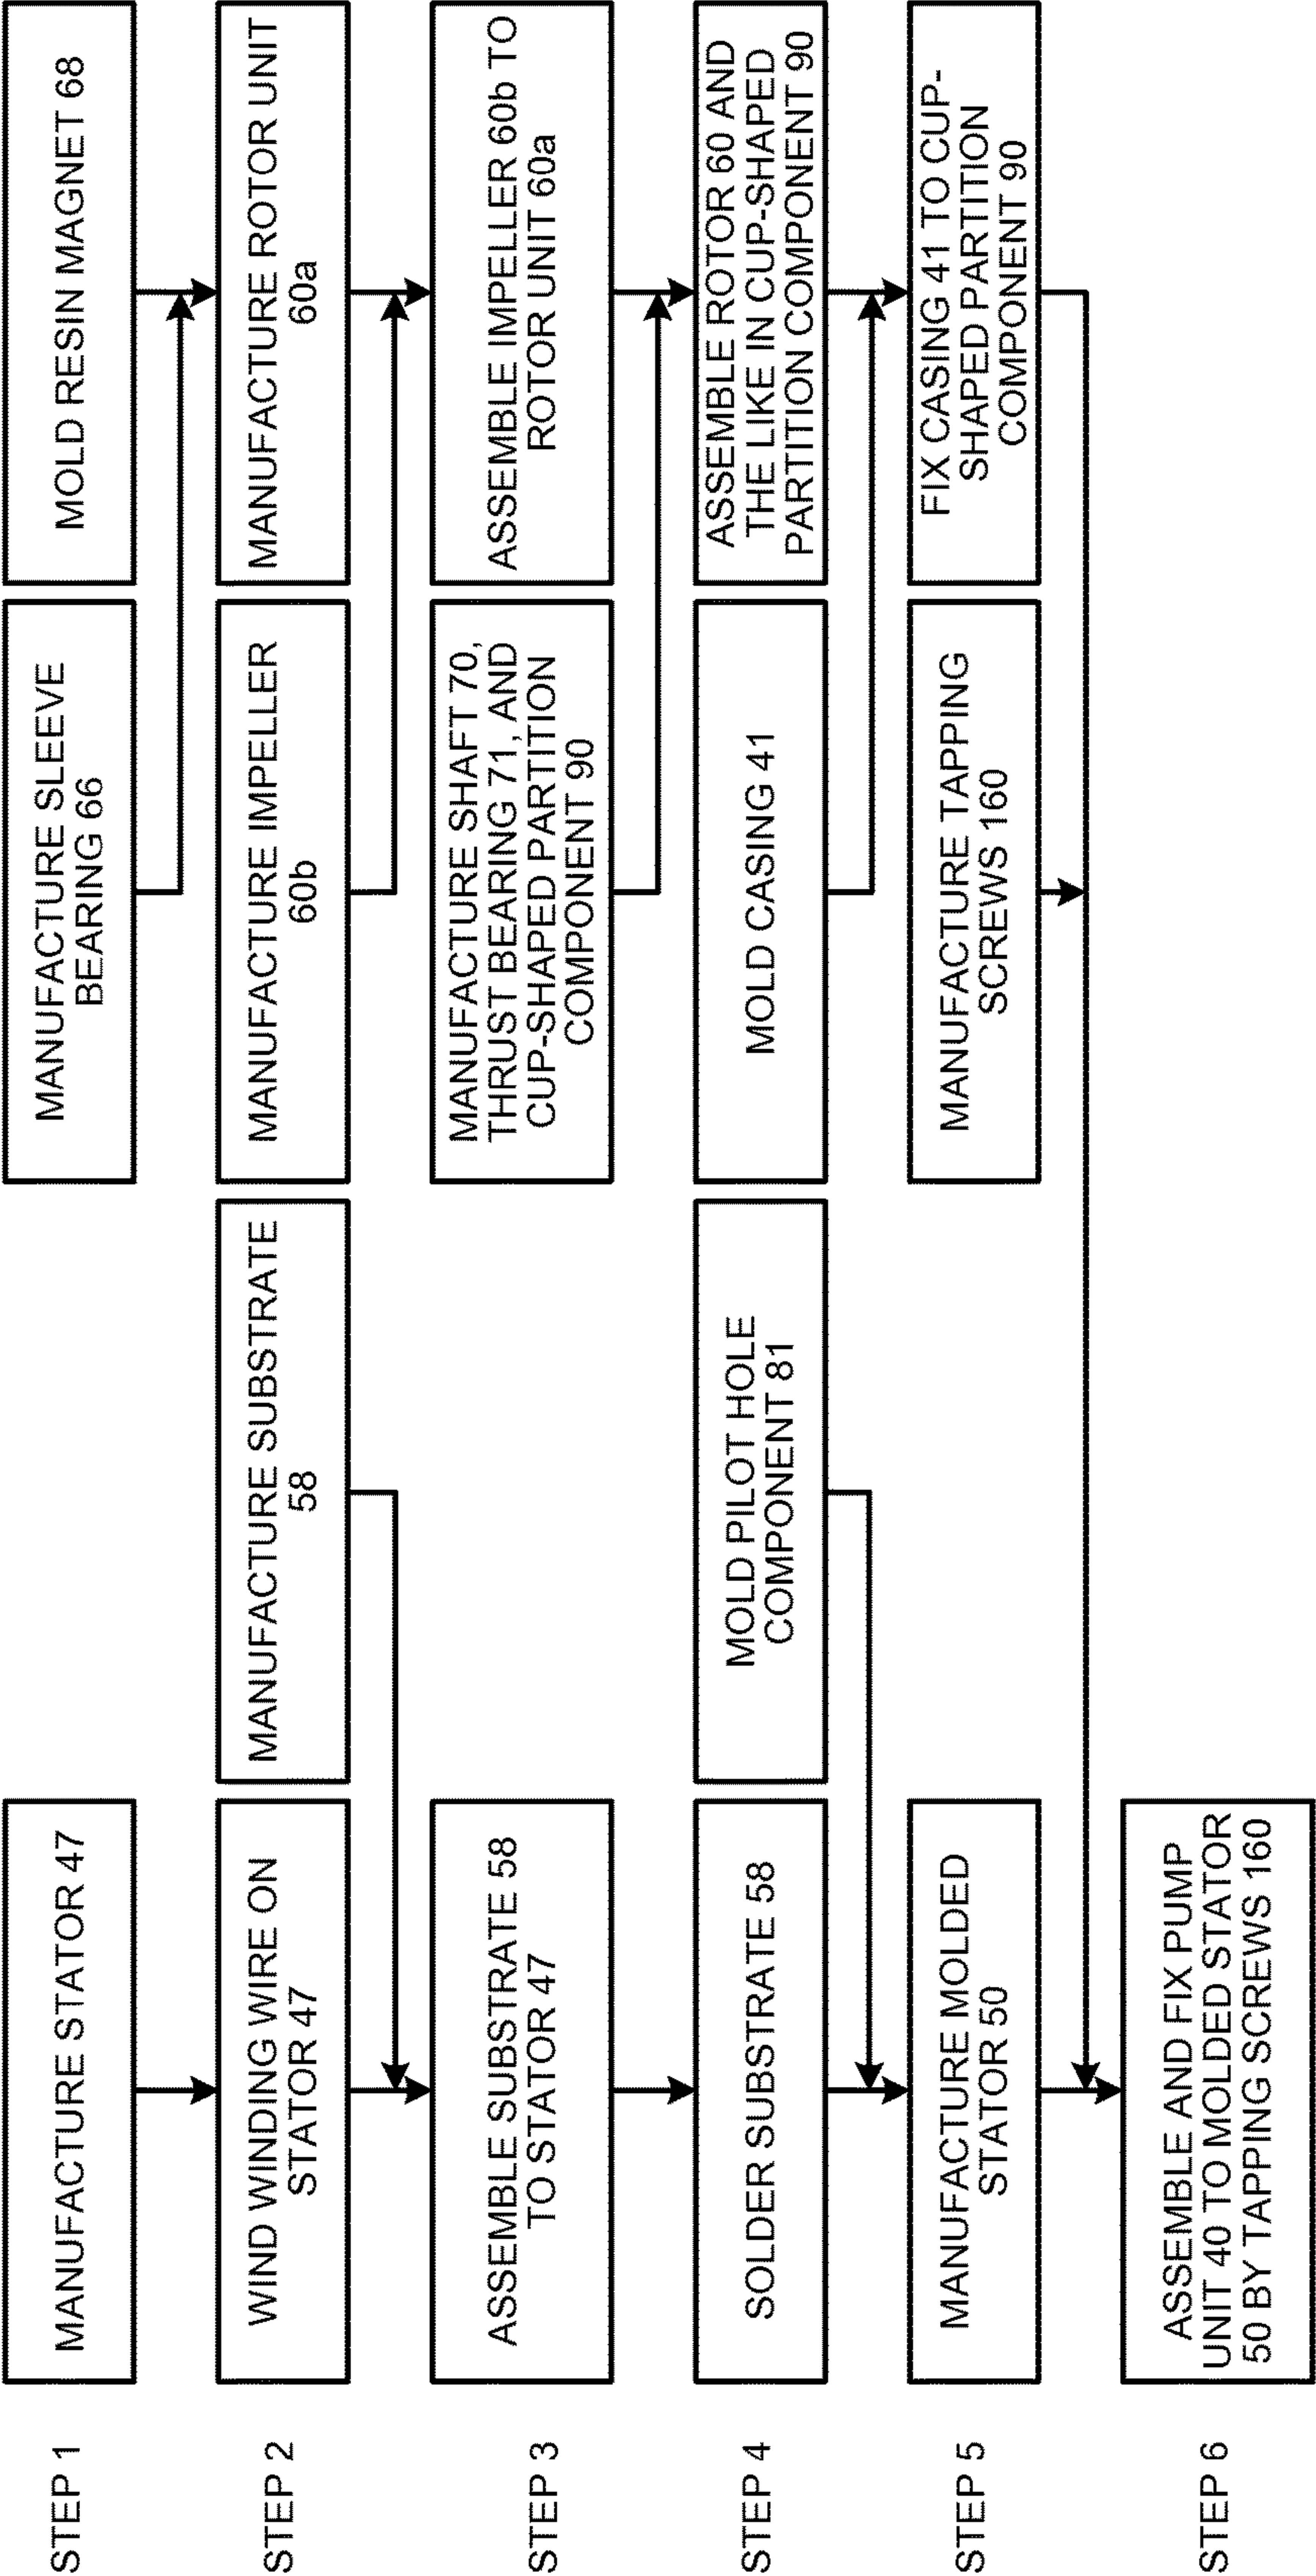 STEP 1
MANUFACTURE STATOR 47
MANUFACTURE SLEEVE
BEARING 66
MOLD RESIN MAGNET 68
STEP 2
WIND WINDING WIRE ON
STATOR 47
MANUFACTURE SUBSTRATE
58
MANUFACTURE IMPELLER
60b
MANUFACTURE ROTOR UNIT
60a
STEP 3
ASSEMBLE SUBSTRATE 58
TO STATOR 47
MANUFACTURE SHAFT 70,
THRUST BEARING 71, AND
CUP-SHAPED PARTITION
COMPONENT 90
ASSEMBLE IMPELLER 60b TO
ROTOR UNIT 60a
STEP 4
SOLDER SUBSTRATE 58
MOLD PILOT HOLE
COMPONENT 81
MOLD CASING 41
ASSEMBLE ROTOR 60 AND
THE LIKE IN CUP-SHAPED
PARTITION COMPONENT 90
STEP 5
MANUFACTURE MOLDED
STATOR 50
MANUFACTURE TAPPING
SCREWS 160
FIX CASING 41 TO CUP-
SHAPED PARTITION
COMPONENT 90
STEP 6
ASSEMBLE AND FIX PUMP
UNIT 40 TO MOLDED STATOR
50 BY TAPPING SCREWS 160